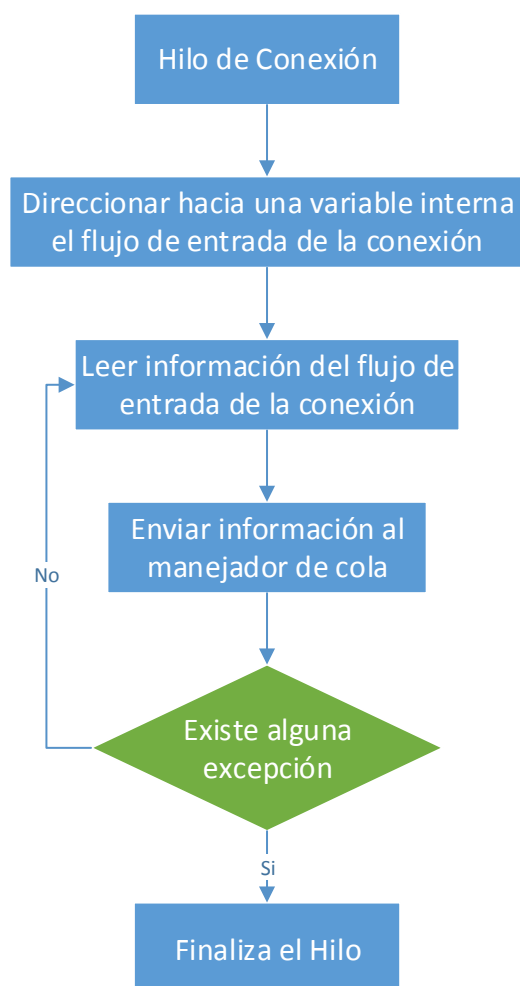 Hilo de Conexión
Direccionar hacia una variable interna
el flujo de entrada de la conexión
Leer información del flujo de
entrada de la conexión
Enviar información al
manejador de cola
No
Existe alguna
excepción
Si
Finaliza el Hilo